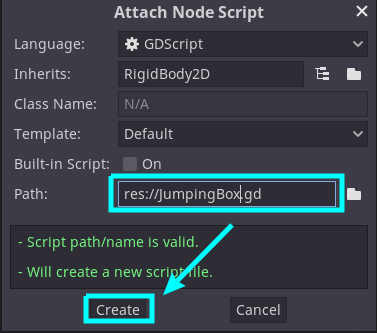 Attach Node Script
Language: GDScript
Inherits: RigidBody2D
Class Name: N/A
Template: Default
Built-in Script: On
Path: res://JumpingBox.gd
- Script path/name is valid.
- Will create a new script file.
Create Cancel